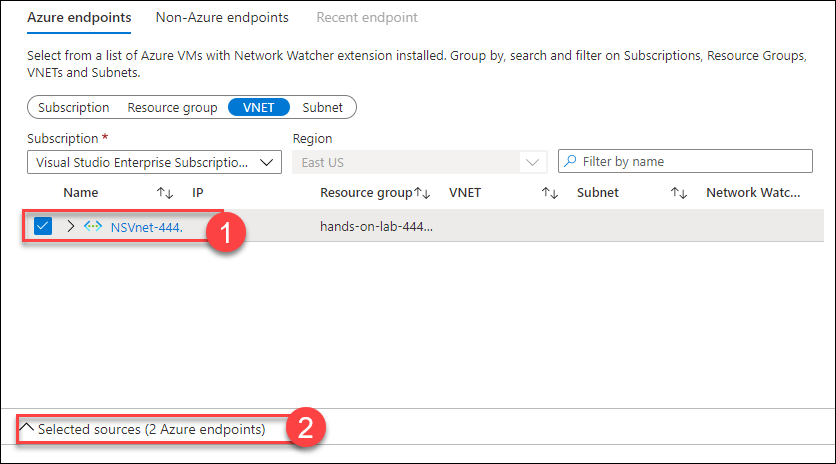 Azure endpoints Non-Azure endpoints Recent endpoint
Select from a list of Azure VMs with Network Watcher extension installed. Group by, search and filter on Subscriptions, Resource Groups,
VNETs and Subnets.
Subscription Resource group VNET Subnet
Subscription * Region
Visual Studio Enterprise Subscriptio... East US Filter by name
Name IP Resource group VNET Subnet Network Watc...
NSVnet-444. hands-on-lab-444...
1
Selected sources (2 Azure endpoints)
2